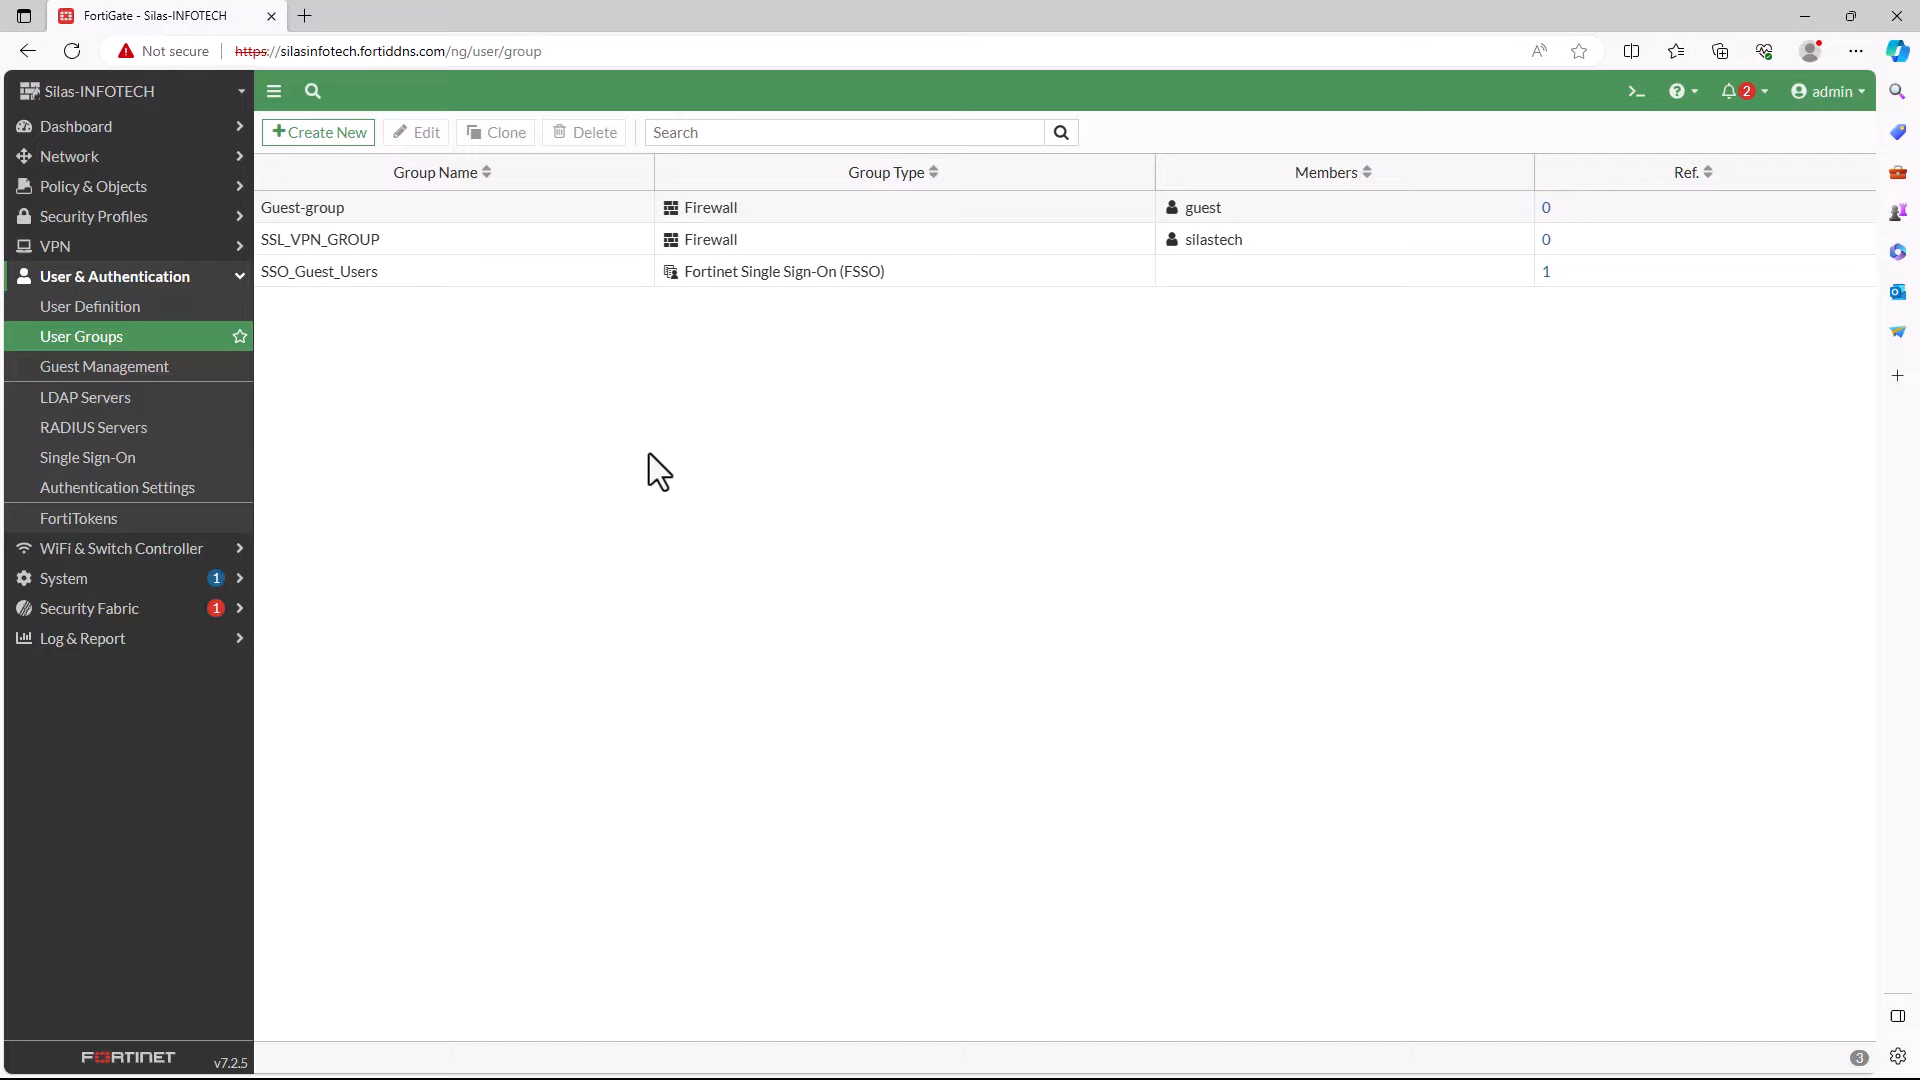 FortiGate - Silas-INFOTECH
Not secure
https://silasinfotech.fortiddns.com/ng/user/group
Silas-INFOTECH
2
admin
Dashboard
Network
Policy & Objects
Security Profiles
VPN
User & Authentication
User Definition
User Groups
Guest Management
LDAP Servers
RADIUS Servers
Single Sign-On
Authentication Settings
FortiTokens
WiFi & Switch Controller
System 1
Security Fabric 1
Log & Report
FORTINET v7.2.5
Create New Edit Clone Delete Search
Group Name Group Type Members Ref.
Guest-group Firewall guest 0
SSL_VPN_GROUP Firewall silastech 0
SSO_Guest_Users Fortinet Single Sign-On (FSSO) 1
3